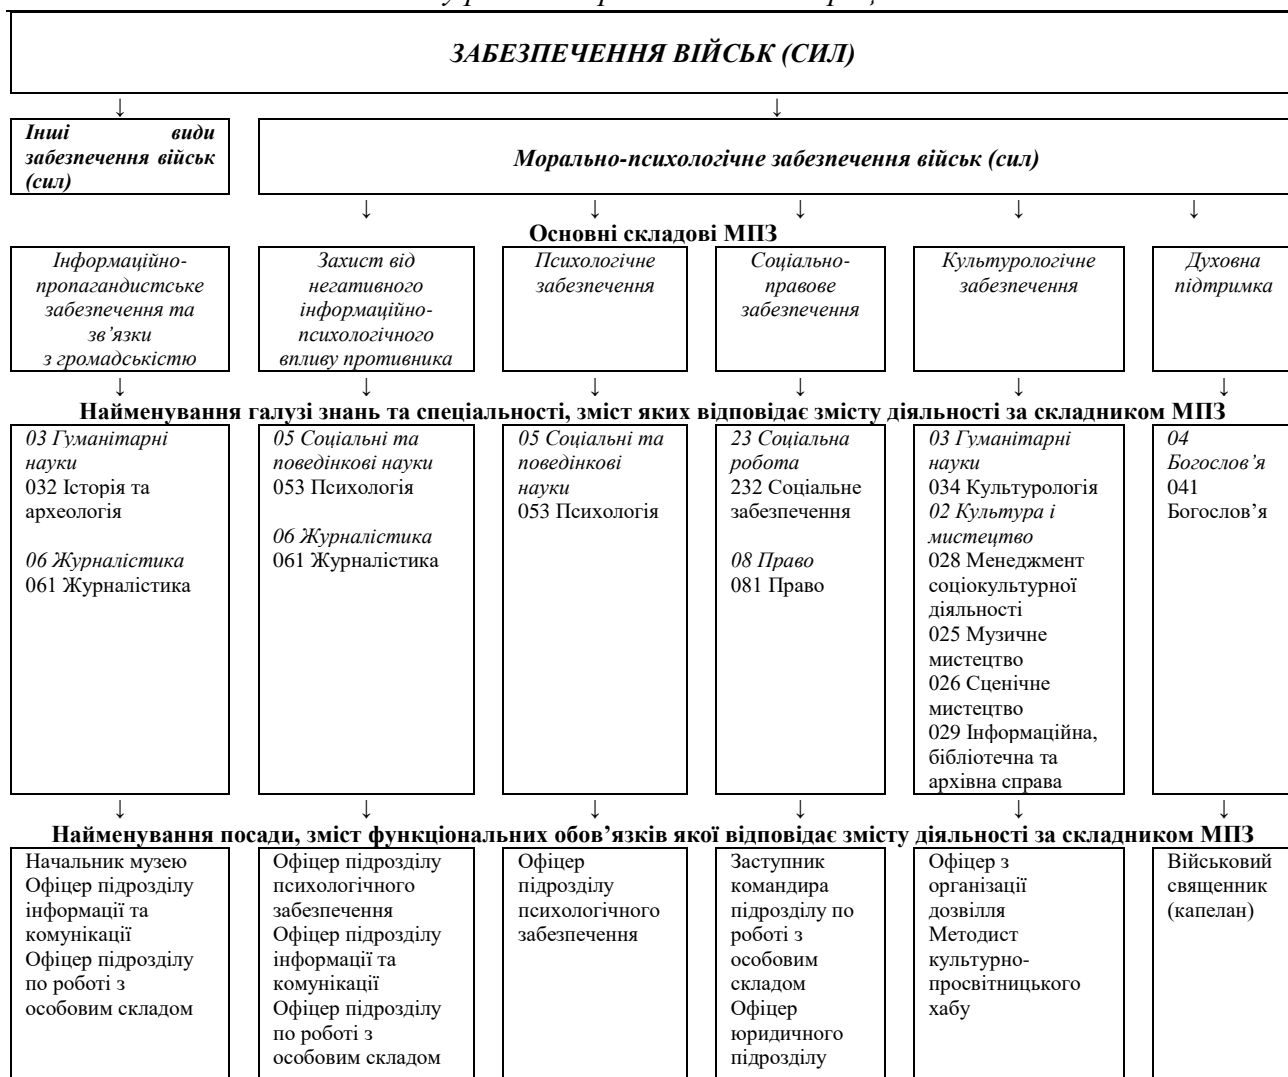 ЗАБЕЗПЕЧЕННЯ ВІЙСЬК (СИЛ)
↓ ↓
Інші види
забезпечення військ
(сил)
Морально-психологічне забезпечення військ (сил)
↓ ↓ ↓ ↓ ↓
Основні складові МПЗ
Інформаційно-
пропагандистське
забезпечення та
зв’язки
з громадськістю
Захист від
негативного
інформаційно-
психологічного
впливу противника
Психологічне
забезпечення
Соціально-
правове
забезпечення
Культурологічне
забезпечення
Духовна
підтримка
↓ ↓ ↓ ↓ ↓ ↓
Найменування галузі знань та спеціальності, зміст яких відповідає змісту діяльності за складником МПЗ
03 Гуманітарні
науки
032 Історія та
археологія
06 Журналістика
061 Журналістика
05 Соціальні та
поведінкові науки
053 Психологія
06 Журналістика
061 Журналістика
05 Соціальні та
поведінкові
науки
053 Психологія
23 Соціальна
робота
232 Соціальне
забезпечення
08 Право
081 Право
03 Гуманітарні
науки
034 Культурологія
02 Культура і
мистецтво
028 Менеджмент
соціокультурної
діяльності
025 Музичне
мистецтво
026 Сценічне
мистецтво
029 Інформаційна,
бібліотечна та
архівна справа
04
Богослов’я
041
Богослов’я
↓ ↓ ↓ ↓ ↓ ↓
Найменування посади, зміст функціональних обов’язків якої відповідає змісту діяльності за складником МПЗ
Начальник музею
Офіцер підрозділу
інформації та
комунікації
Офіцер підрозділу
по роботі з
особовим складом
Офіцер підрозділу
психологічного
забезпечення
Офіцер підрозділу
інформації та
комунікації
Офіцер підрозділу
по роботі з
особовим складом
Офіцер
підрозділу
психологічного
забезпечення
Заступник
командира
підрозділу по
роботі з
особовим
складом
Офіцер
юридичного
підрозділу
Офіцер з
організації
дозвілля
Методист
культурно-
просвітницького
хабу
Військовий
священник
(капелан)